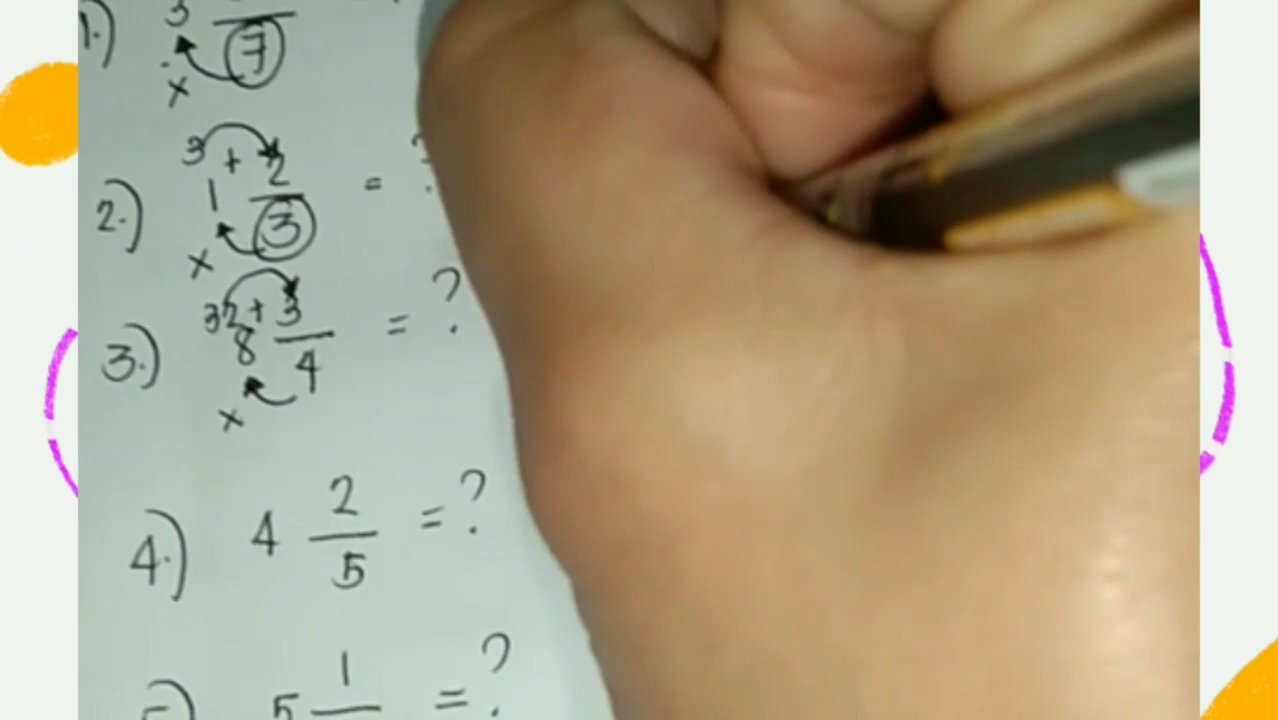 1.) 3 — 7
x
3 + 2
2.) 1 — = ?
3
x
32 + 3
3.) 8 — = ?
4
x
2
4.) 4 — = ?
5
1
5 — = ?